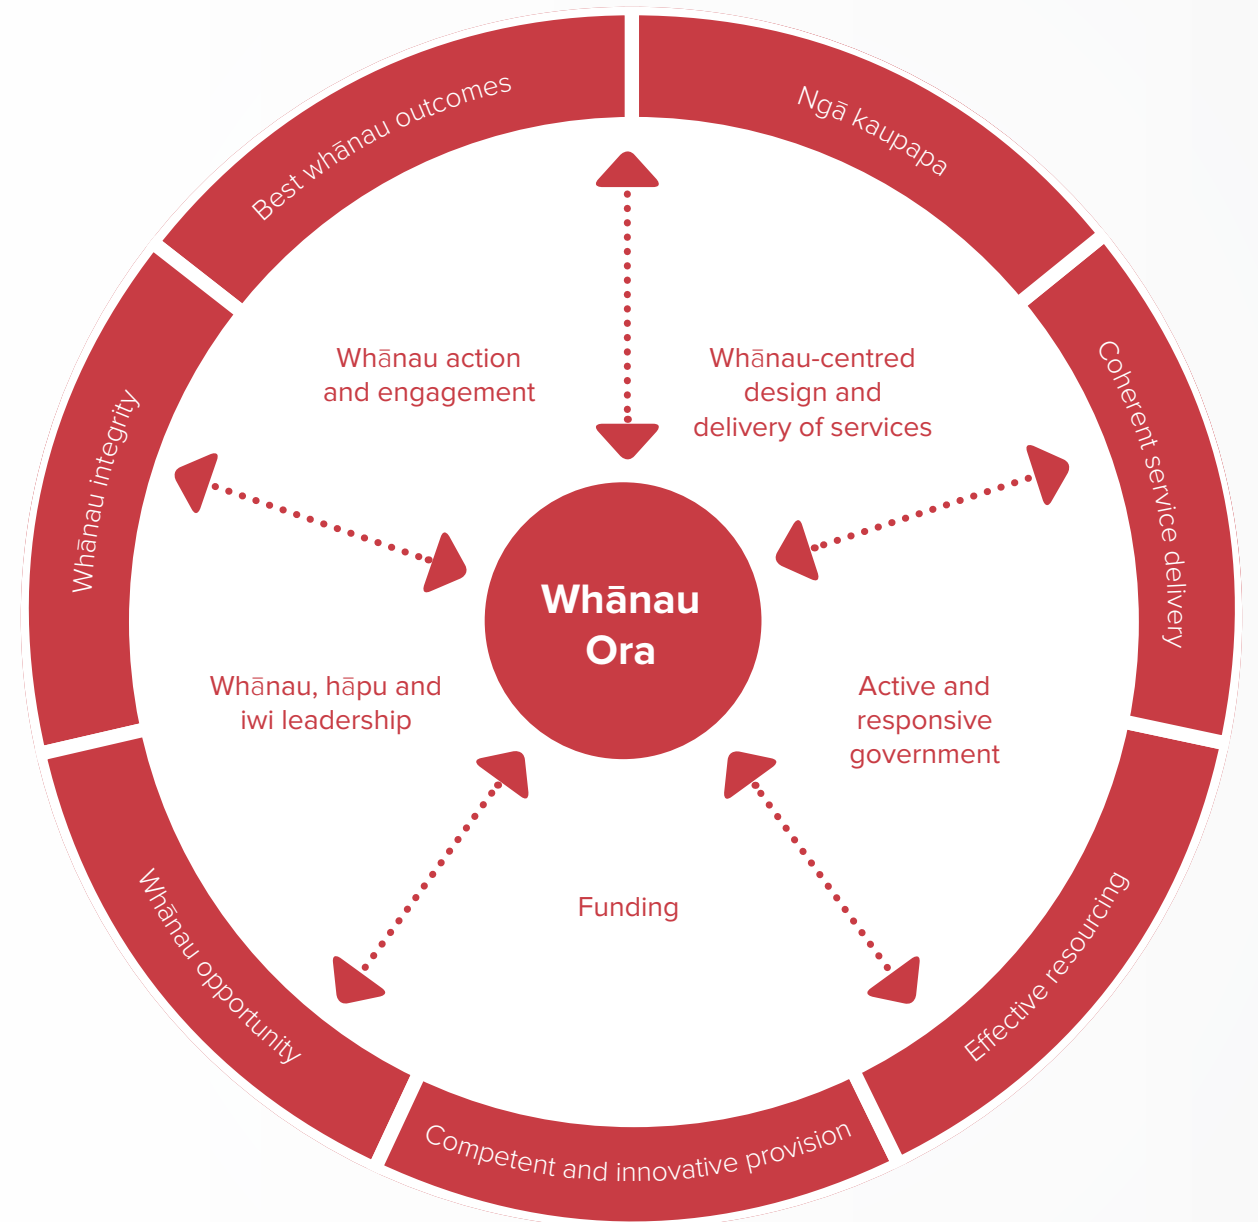 Best whānau outcomes
Ngā kaupapa
Coherent service delivery
Effective resourcing
Competent and innovative provision
Whānau opportunity
Whānau integrity
Whānau action
and engagement
Whānau-centred
design and
delivery of services
Whānau
Ora
Whānau, hāpu and
iwi leadership
Active and
responsive
government
Funding